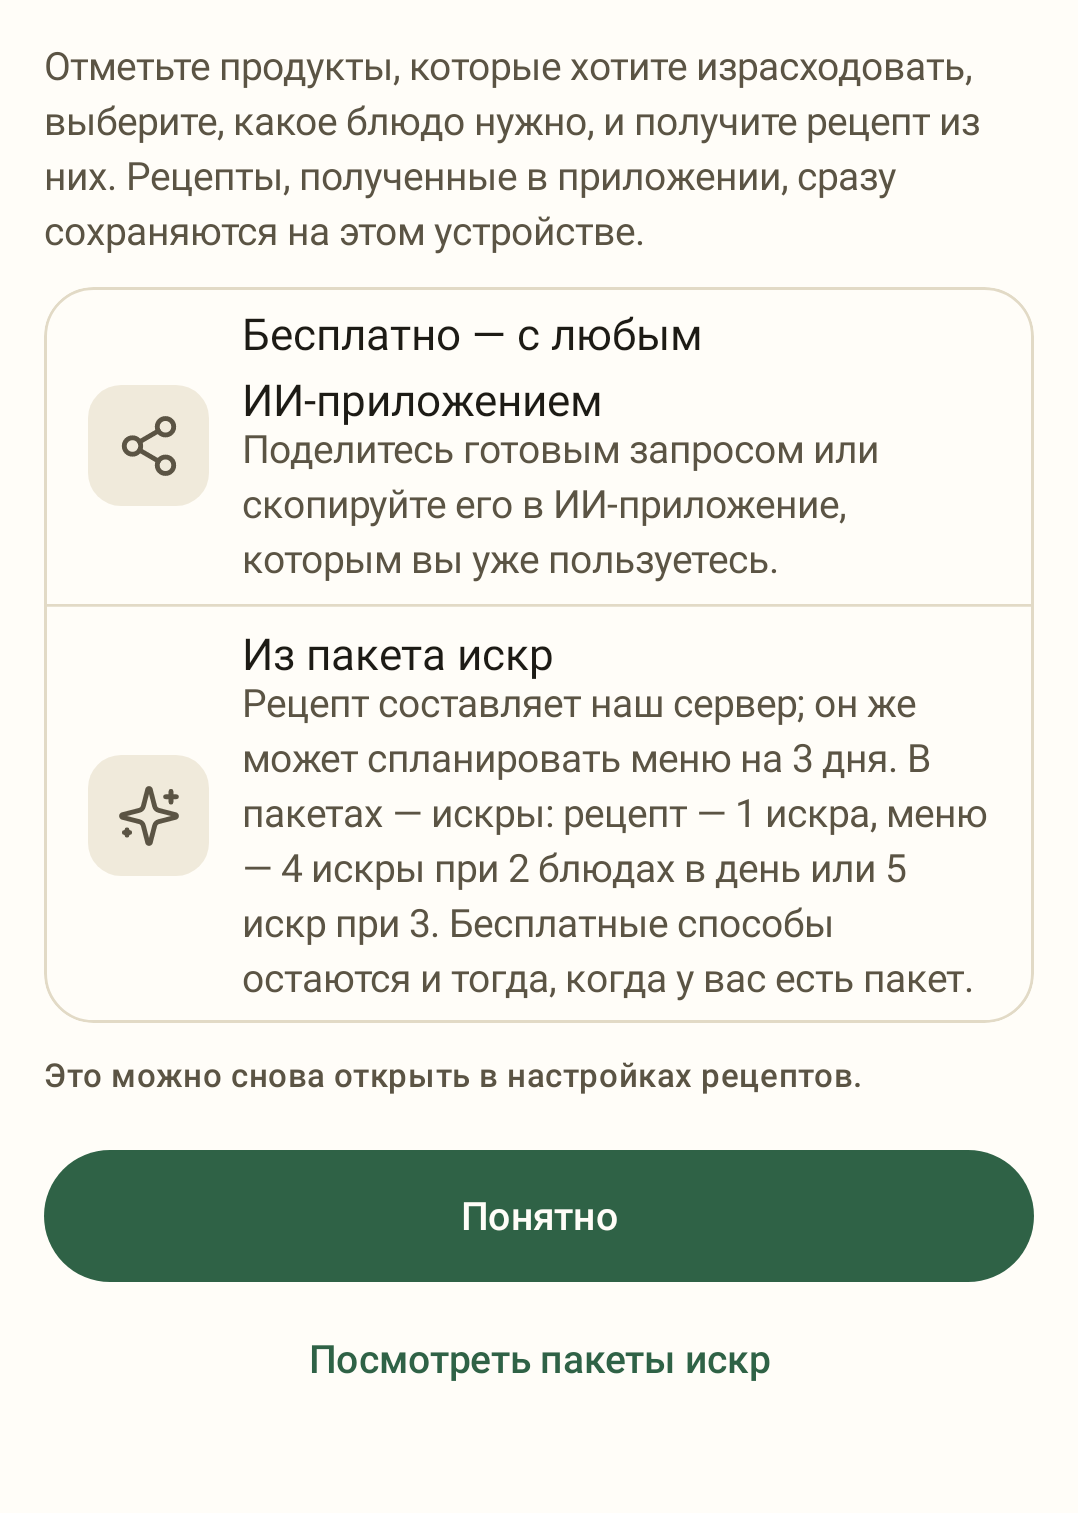 Отметьте продукты, которые хотите израсходовать,
выберите, какое блюдо нужно, и получите рецепт из
них. Рецепты, полученные в приложении, сразу
сохраняются на этом устройстве.
Бесплатно — с любым
ИИ-приложением
Поделитесь готовым запросом или
скопируйте его в ИИ-приложение,
которым вы уже пользуетесь.
Из пакета искр
Рецепт составляет наш сервер; он же
может спланировать меню на 3 дня. В
пакетах — искры: рецепт — 1 искра, меню
— 4 искры при 2 блюдах в день или 5
искр при 3. Бесплатные способы
остаются и тогда, когда у вас есть пакет.
Это можно снова открыть в настройках рецептов.
Понятно
Посмотреть пакеты искр